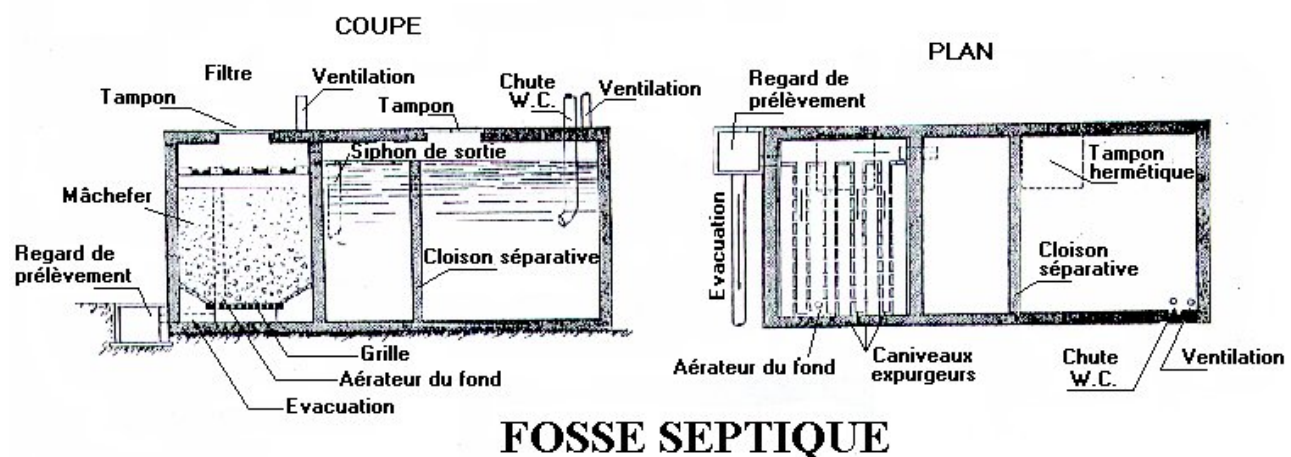 COUPE
Filtre
Tampon
Ventilation
Tampon
Chute
W.C.
Ventilation
Siphon de sortie
Mâchefer
Regard de
prélèvement
Cloison séparative
Grille
Aérateur du fond
Evacuation
PLAN
Regard de
prélèvement
Tampon
hermétique
Evacuation
Cloison
séparative
Aérateur du fond
Caniveaux
expurgeurs
Chute
W.C.
Ventilation
FOSSE SEPTIQUE